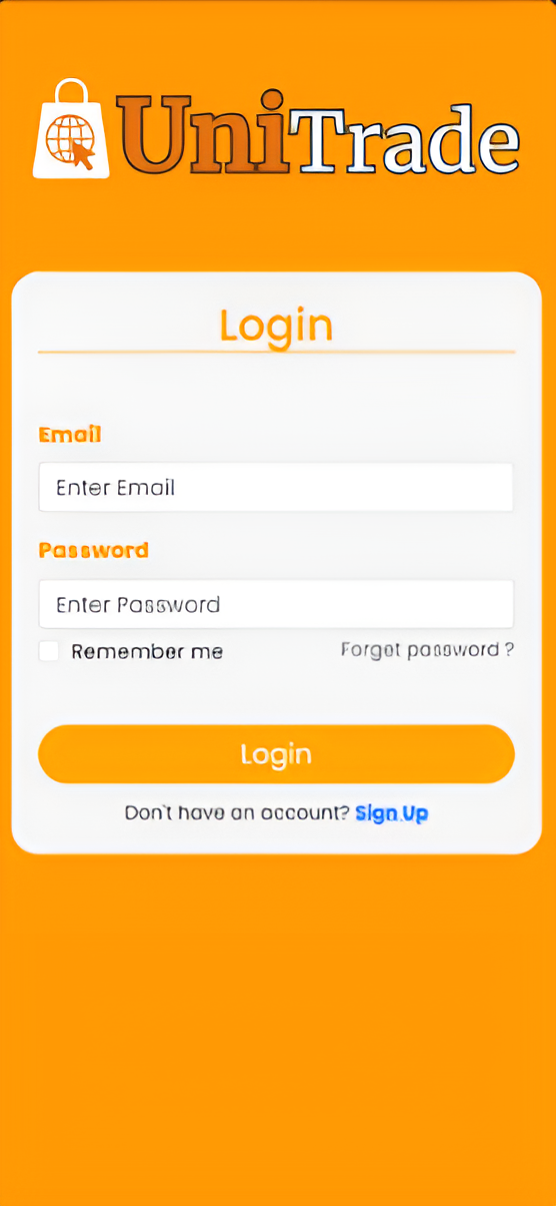 UniTrade
Login
Email
Enter Email
Password
Enter Password
Remember me Forgot password ?
Login
Don't have an account? Sign Up